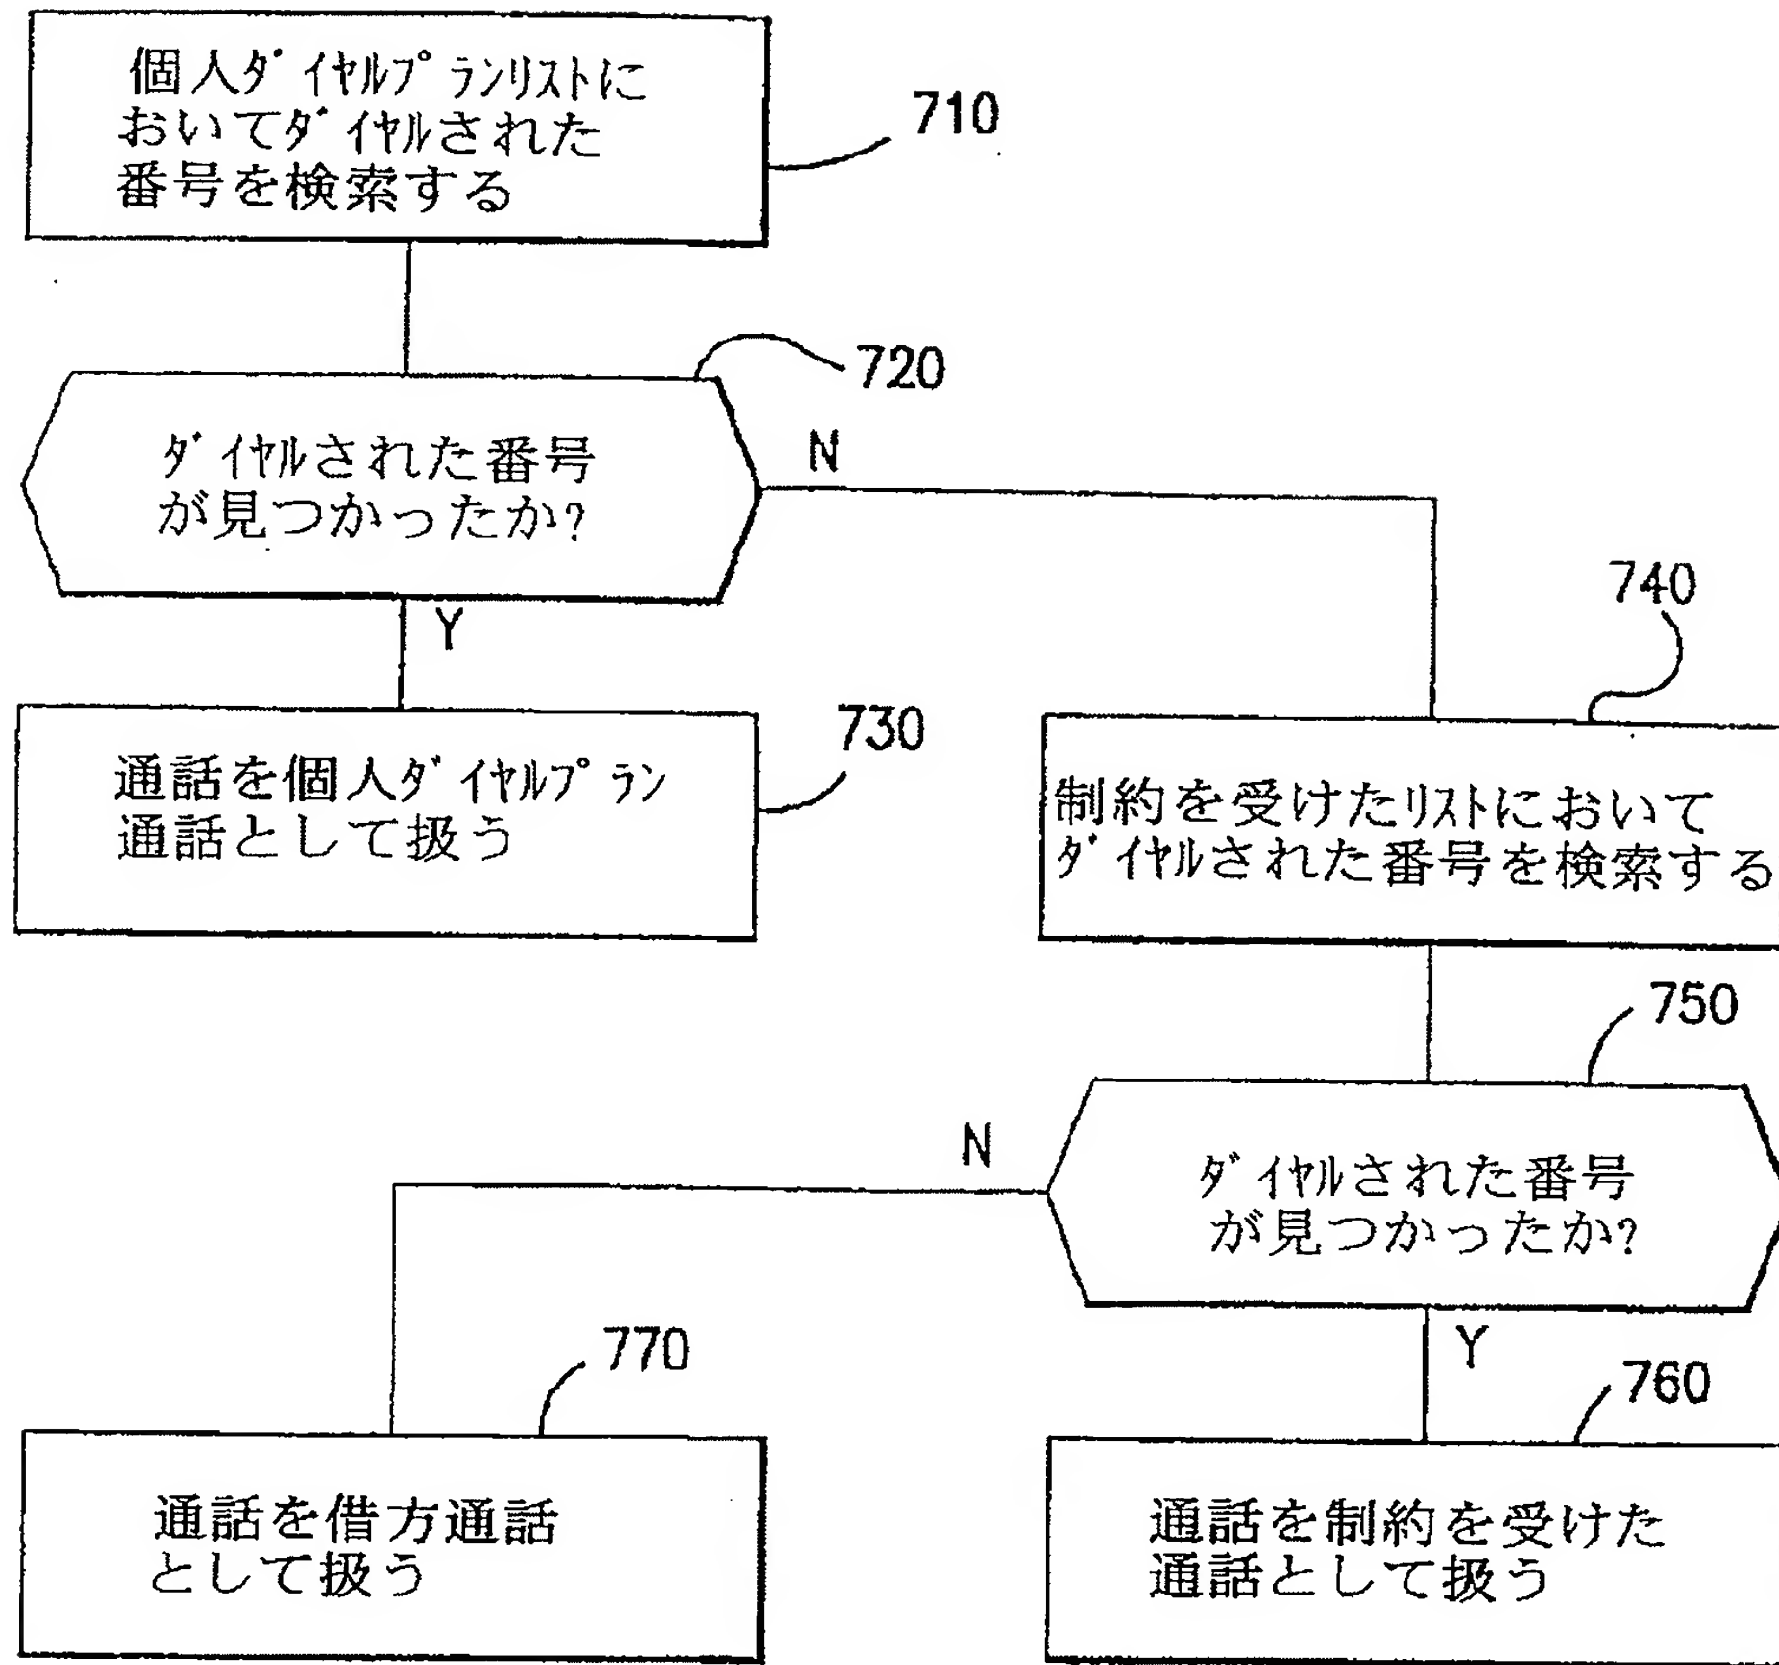 個人ダイヤルプランリストに
おいてダイヤルされた
番号を検索する
710
720
ダイヤルされた番号
が見つかったか?
N
Y
740
730
通話を個人ダイヤルプラン
通話として扱う
制約を受けたリストにおいて
ダイヤルされた番号を検索する
750
N
ダイヤルされた番号
が見つかったか?
Y
770
760
通話を借方通話
として扱う
通話を制約を受けた
通話として扱う